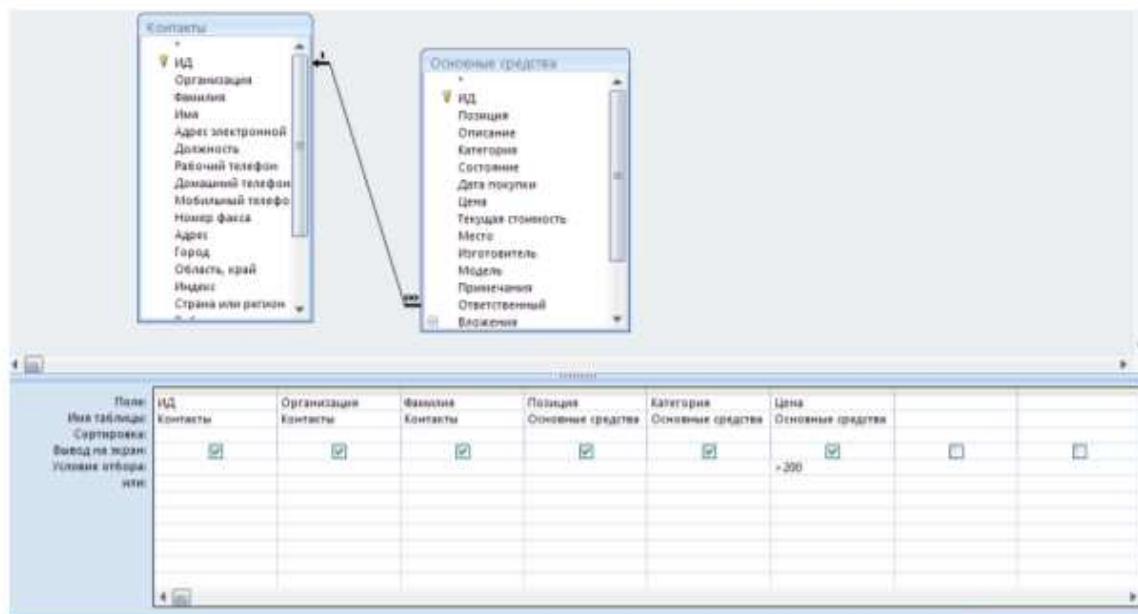 Контакты
*
ИД
Организация
Фамилия
Имя
Адрес электронной
Должность
Рабочий телефон
Домашний телефон
Мобильный телефо
Номер факса
Адрес
Город
Область, край
Индекс
Страна или регион
1
Основные средства
*
ИД
Позиция
Описание
Категория
Состояние
Дата покупки
Цена
Текущая стоимость
Место
Изготовитель
Модель
Примечания
Ответственный
Вложения
∞
Поле: ИД Организация Фамилия Позиция Категория Цена
Имя таблицы: Контакты Контакты Контакты Основные средства Основные средства Основные средства
Сортировка:
Вывод на экран:
Условие отбора: 200
или: